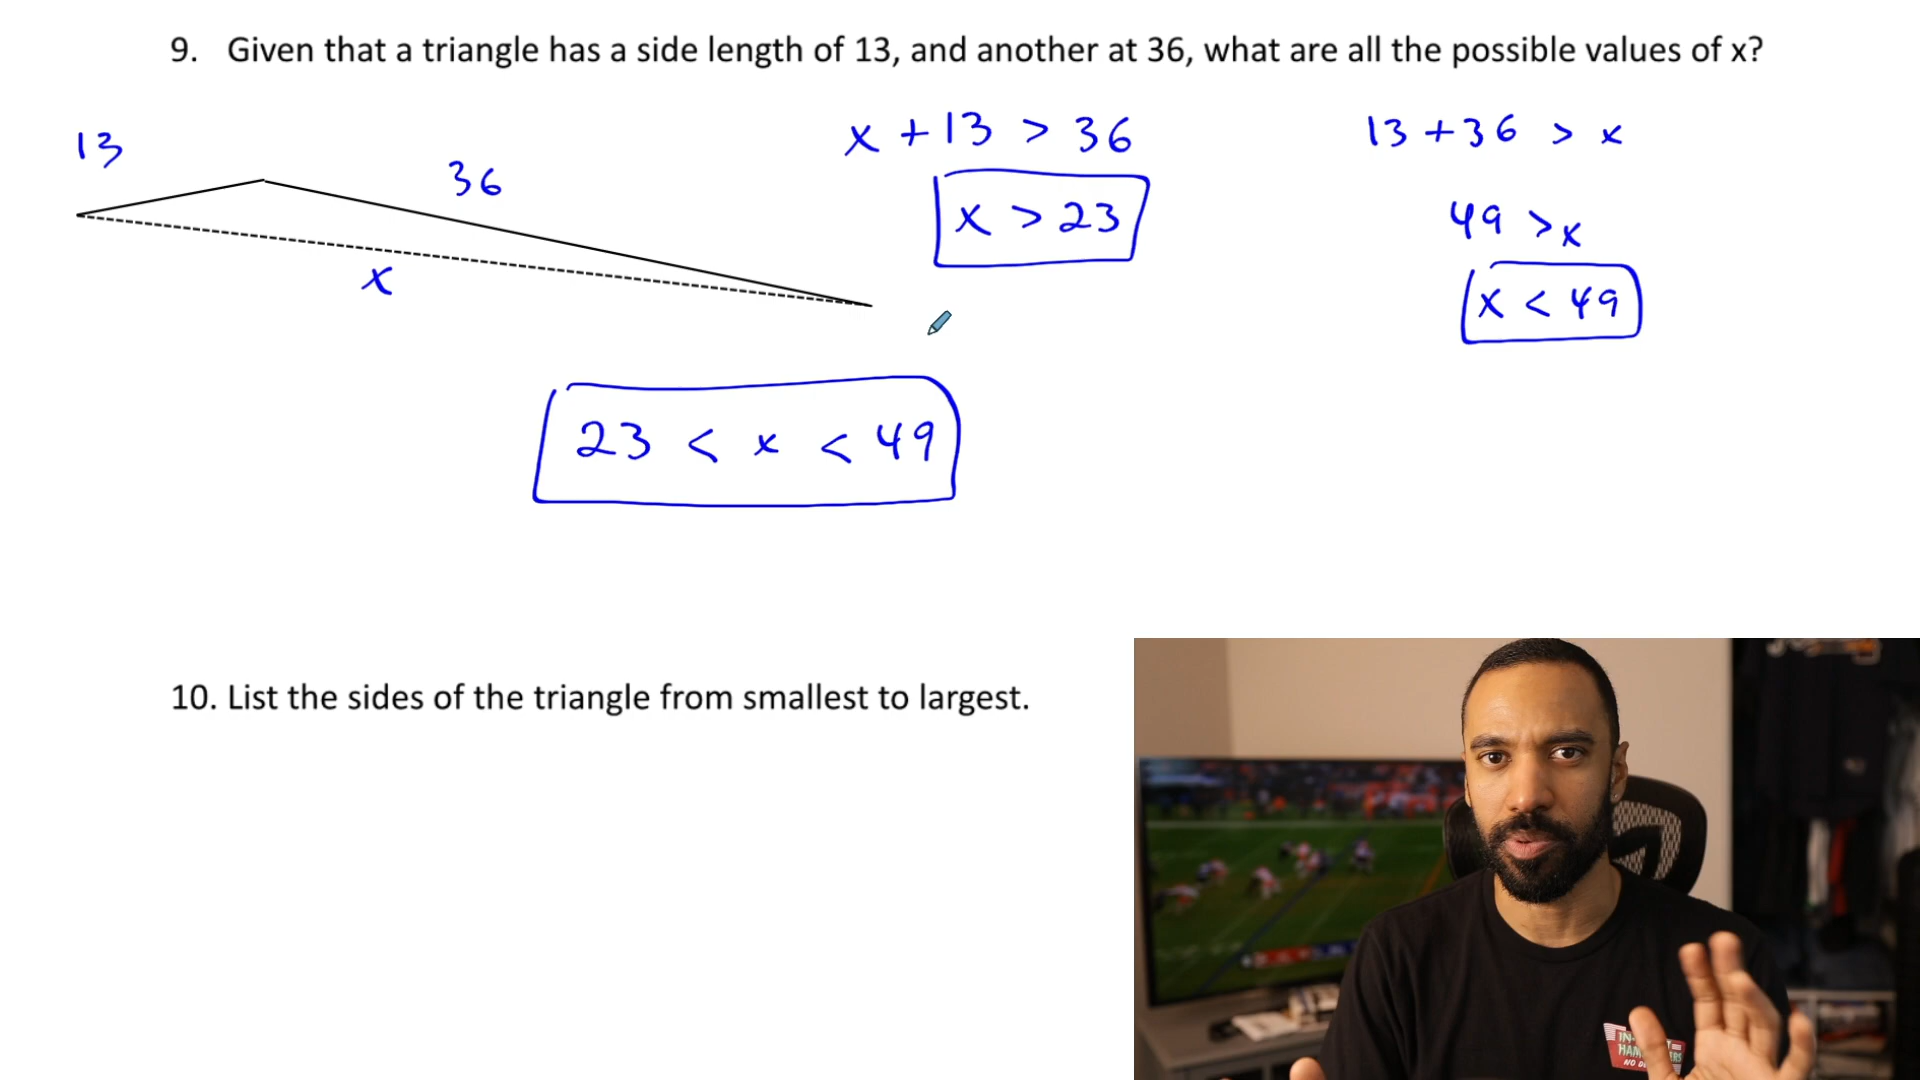 9. Given that a triangle has a side length of 13, and another at 36, what are all the possible values of x?
13
36
x
x + 13 > 36
x > 23
13 + 36 > x
49 > x
x < 49
23 < x < 49
10. List the sides of the triangle from smallest to largest.